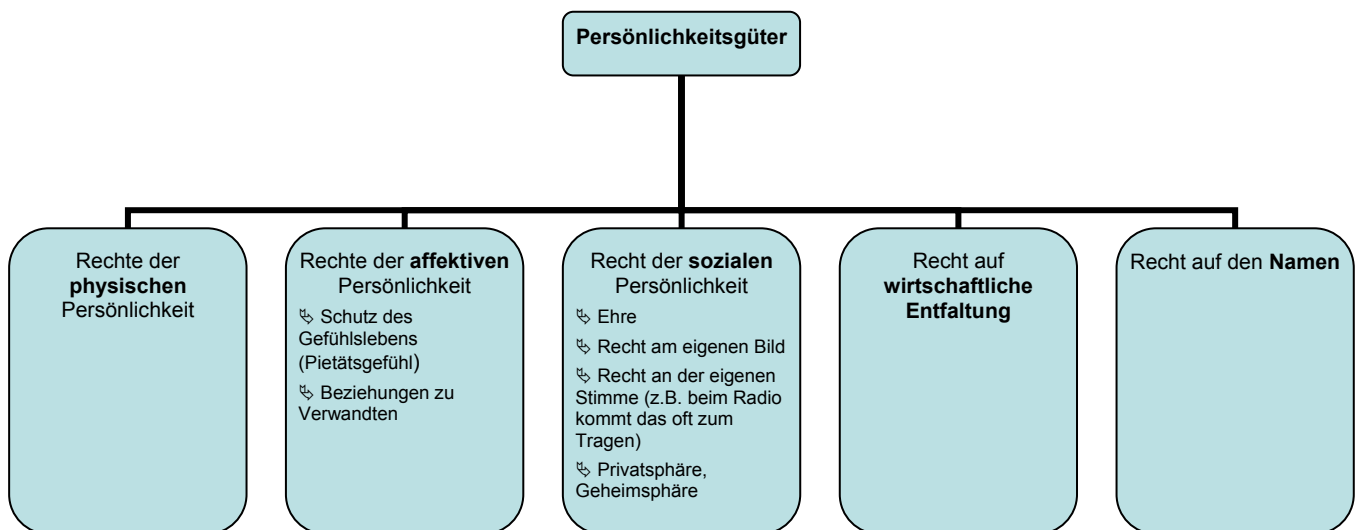 Persönlichkeitsgüter
Rechte der
physischen
Persönlichkeit
Rechte der affektiven
Persönlichkeit
↳ Schutz des
Gefühlslebens
(Pietätsgefühl)
↳ Beziehungen zu
Verwandten
Recht der sozialen
Persönlichkeit
↳ Ehre
↳ Recht am eigenen Bild
↳ Recht an der eigenen
Stimme (z.B. beim Radio
kommt das oft zum
Tragen)
↳ Privatsphäre,
Geheimsphäre
Recht auf
wirtschaftliche
Entfaltung
Recht auf den Namen